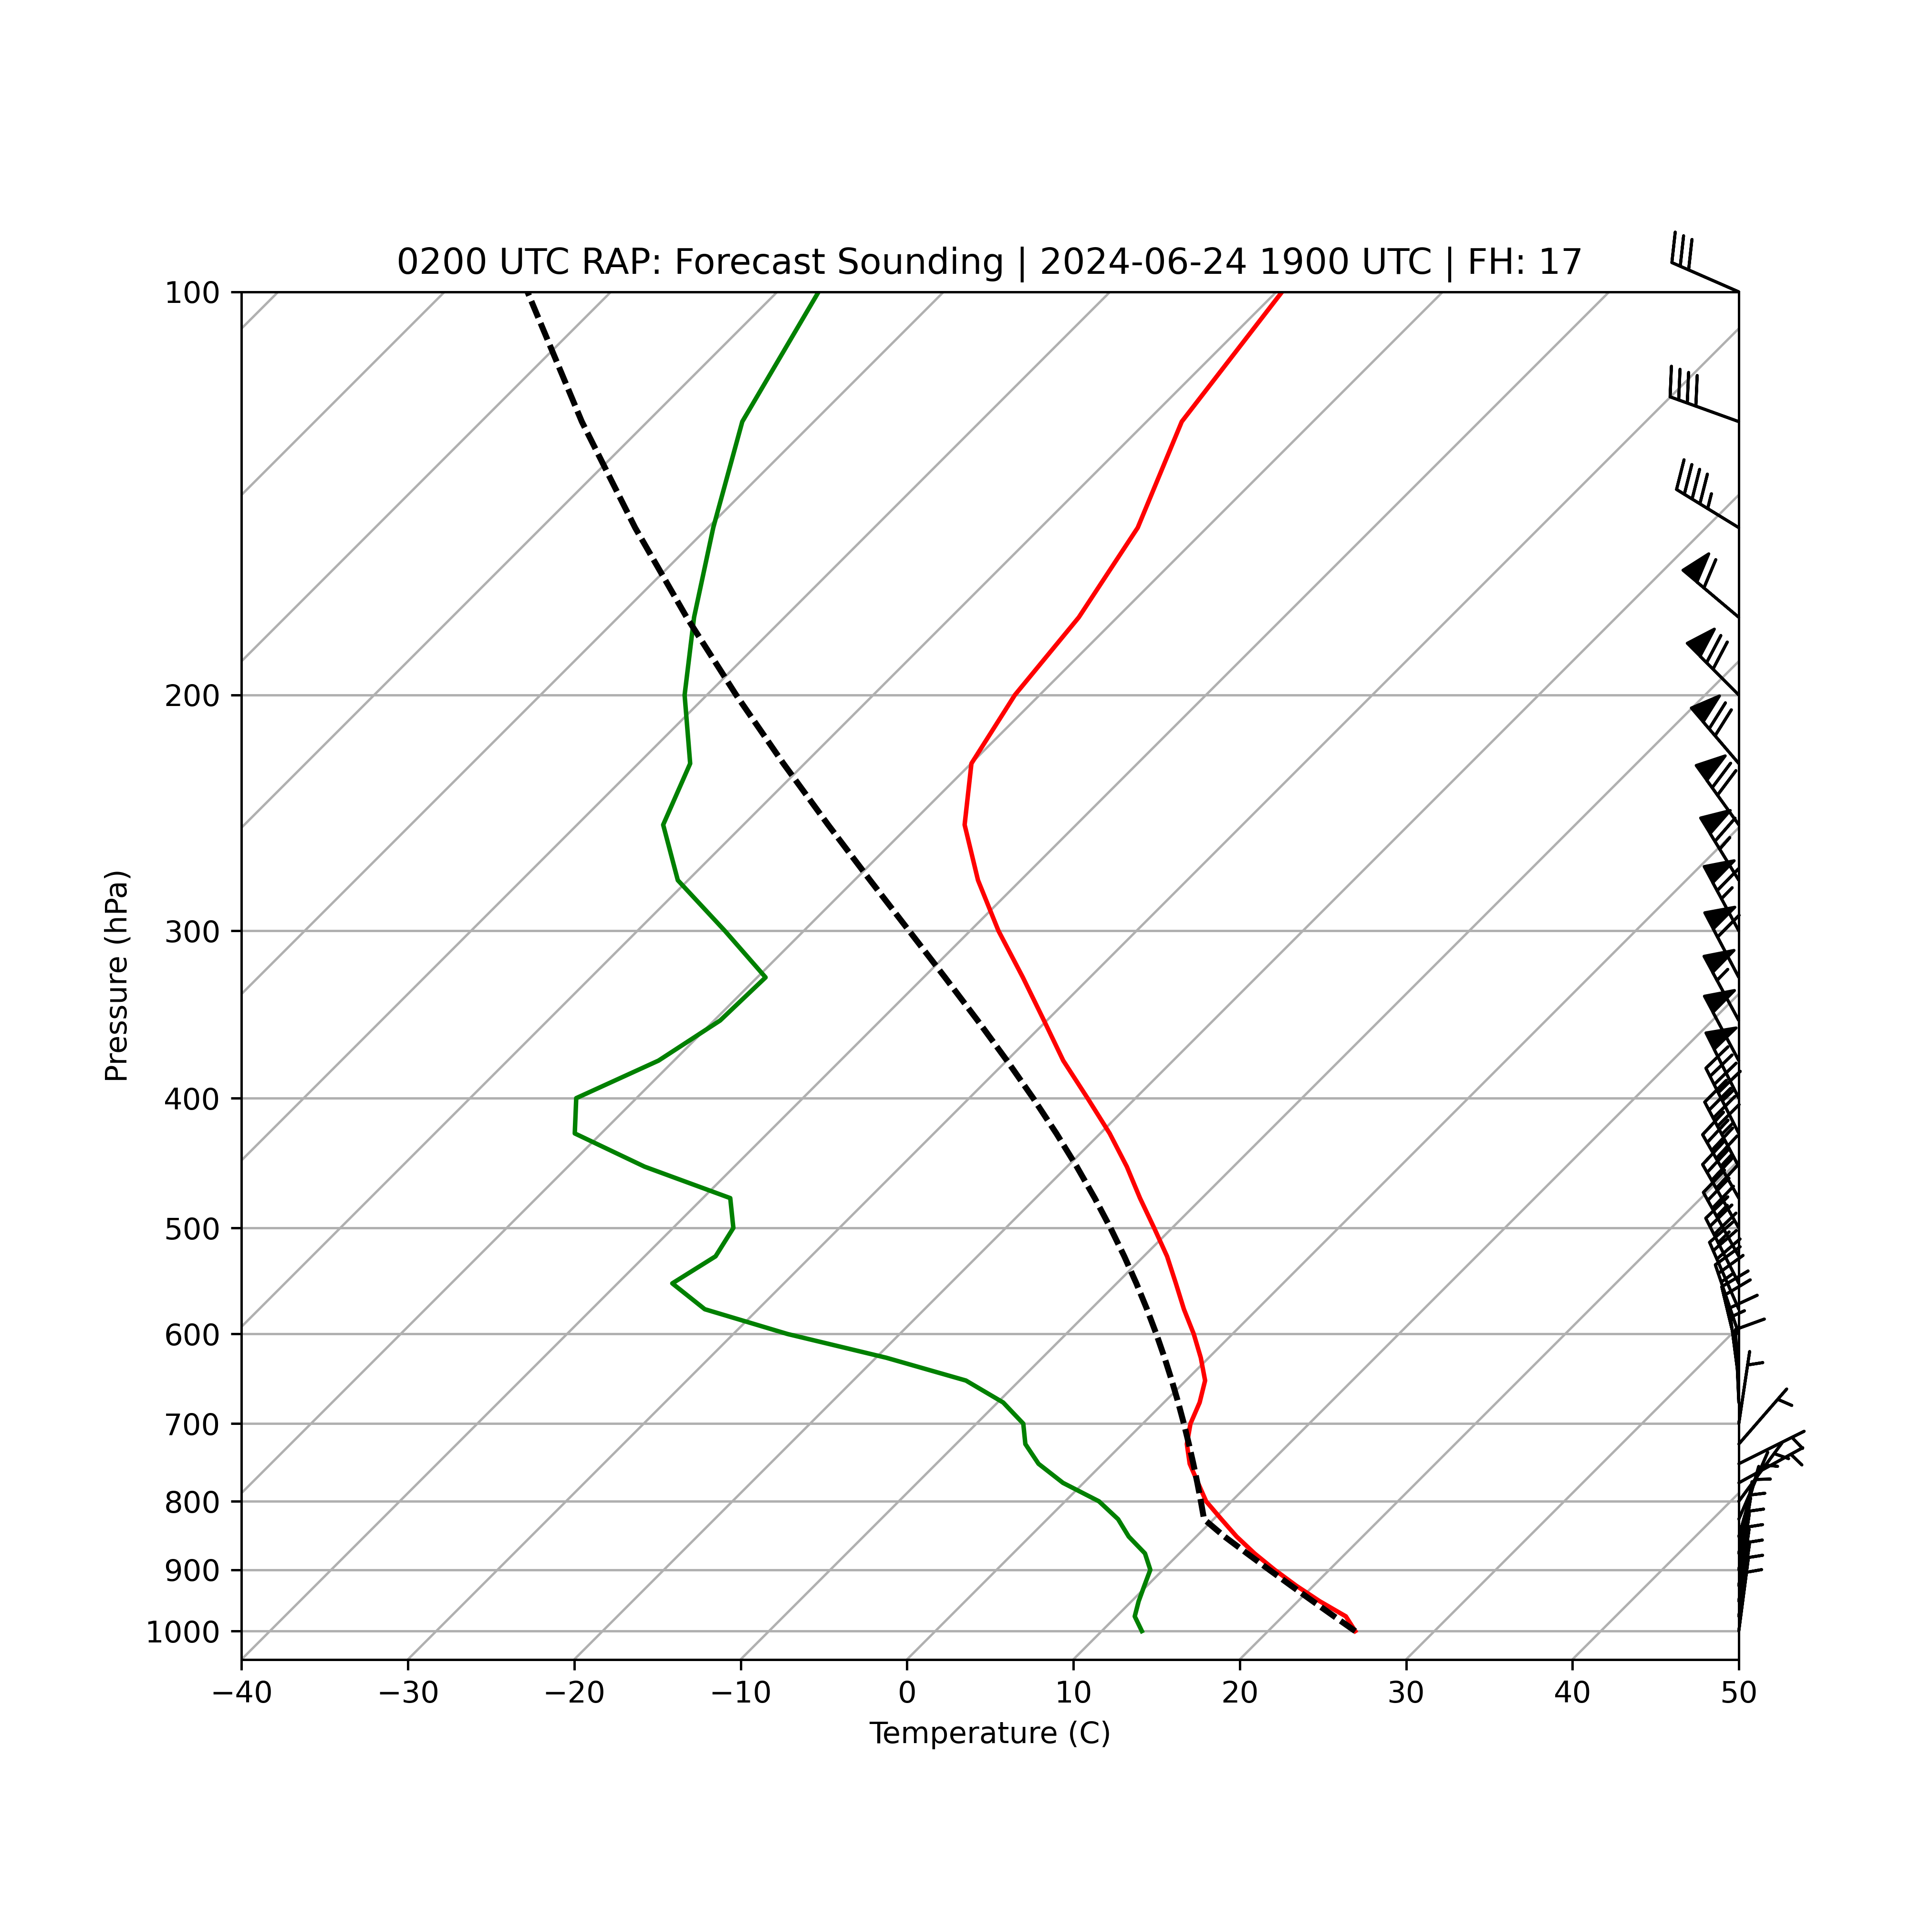 0200 UTC RAP: Forecast Sounding | 2024-06-24 1900 UTC | FH: 17
100
200
300
400
500
600
700
800
900
1000
Pressure (hPa)
−40 −30 −20 −10 0 10 20 30 40 50
Temperature (C)